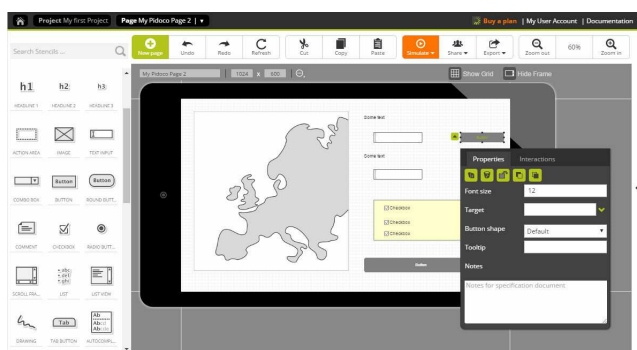 Project My first Project Page My Pidoco Page 2 | ▾
Buy a plan | My User Account | Documentation
Search Stencils ...
New page Undo Redo Refresh Cut Copy Paste Simulate ▾ Share ▾ Export ▾ Zoom out 60% Zoom in
My Pidoco Page 2 1024 x 600 Show Grid Hide Frame
h1 h2 h3
HEADLINE 1 HEADLINE 2 HEADLINE 3
ACTION AREA IMAGE TEXT INPUT
Button Button
COMBO BOX BUTTON ROUND BUTT...
COMMENT CHECKBOX RADIO BUTT...
SCROLL FRA... LIST LIST VIEW
Tab Ab
DRAWING TAB BUTTON AUTOCOMPL...
Some text
Some text
Checkbox
Checkbox
Checkbox
Button
Properties Interactions
Font size 12
Target
Button shape Default
Tooltip
Notes
Notes for specification document